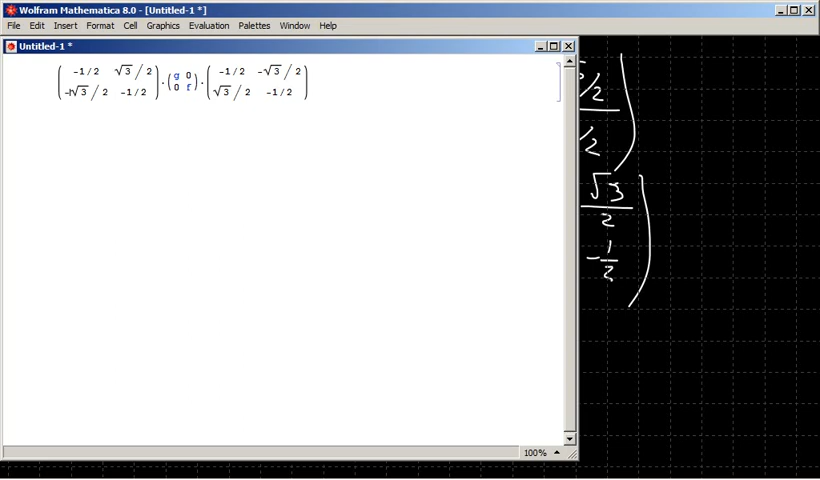 Wolfram Mathematica 8.0 - [Untitled-1 *]
File Edit Insert Format Cell Graphics Evaluation Palettes Window Help
Untitled-1 *
( -1 / 2 √3 / 2 ) . ( g 0 ) . ( -1 / 2 -√3 / 2 )
( -√3 / 2 -1 / 2 ) ( 0 f ) ( √3 / 2 -1 / 2 )
/2
/2
√3
2
-1
2
100%